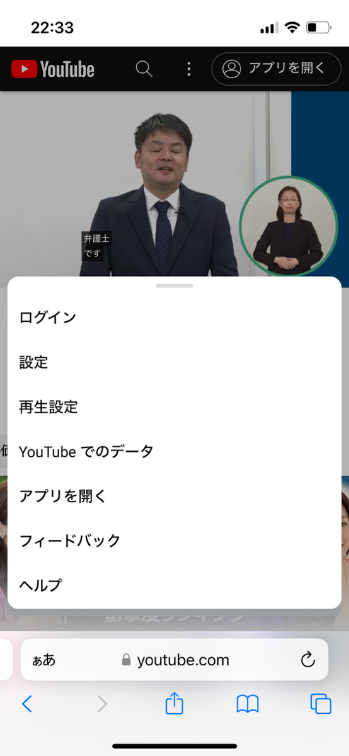 22:33
YouTube
アプリを開く
弁護士
です
ログイン
設定
再生設定
YouTube でのデータ
アプリを開く
フィードバック
ヘルプ
ぁあ
youtube.com